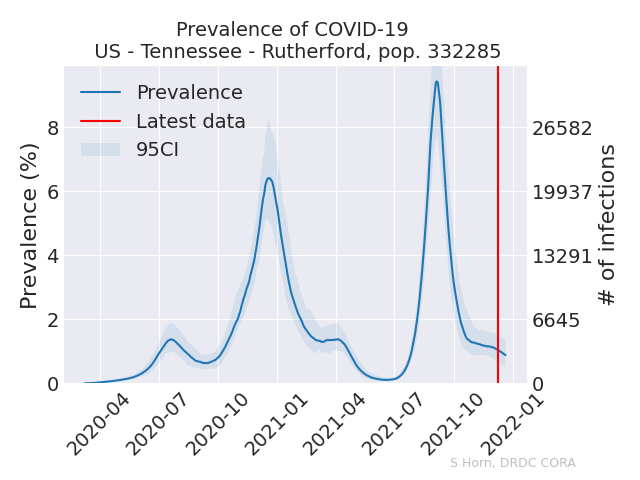 Prevalence of COVID-19
US - Tennessee - Rutherford, pop. 332285
Prevalence
Latest data
95CI
Prevalence (%)
8
6
4
2
0
26582
19937
13291
6645
0
# of infections
2020-04
2020-07
2020-10
2021-01
2021-04
2021-07
2021-10
2022-01
S Horn, DRDC CORA